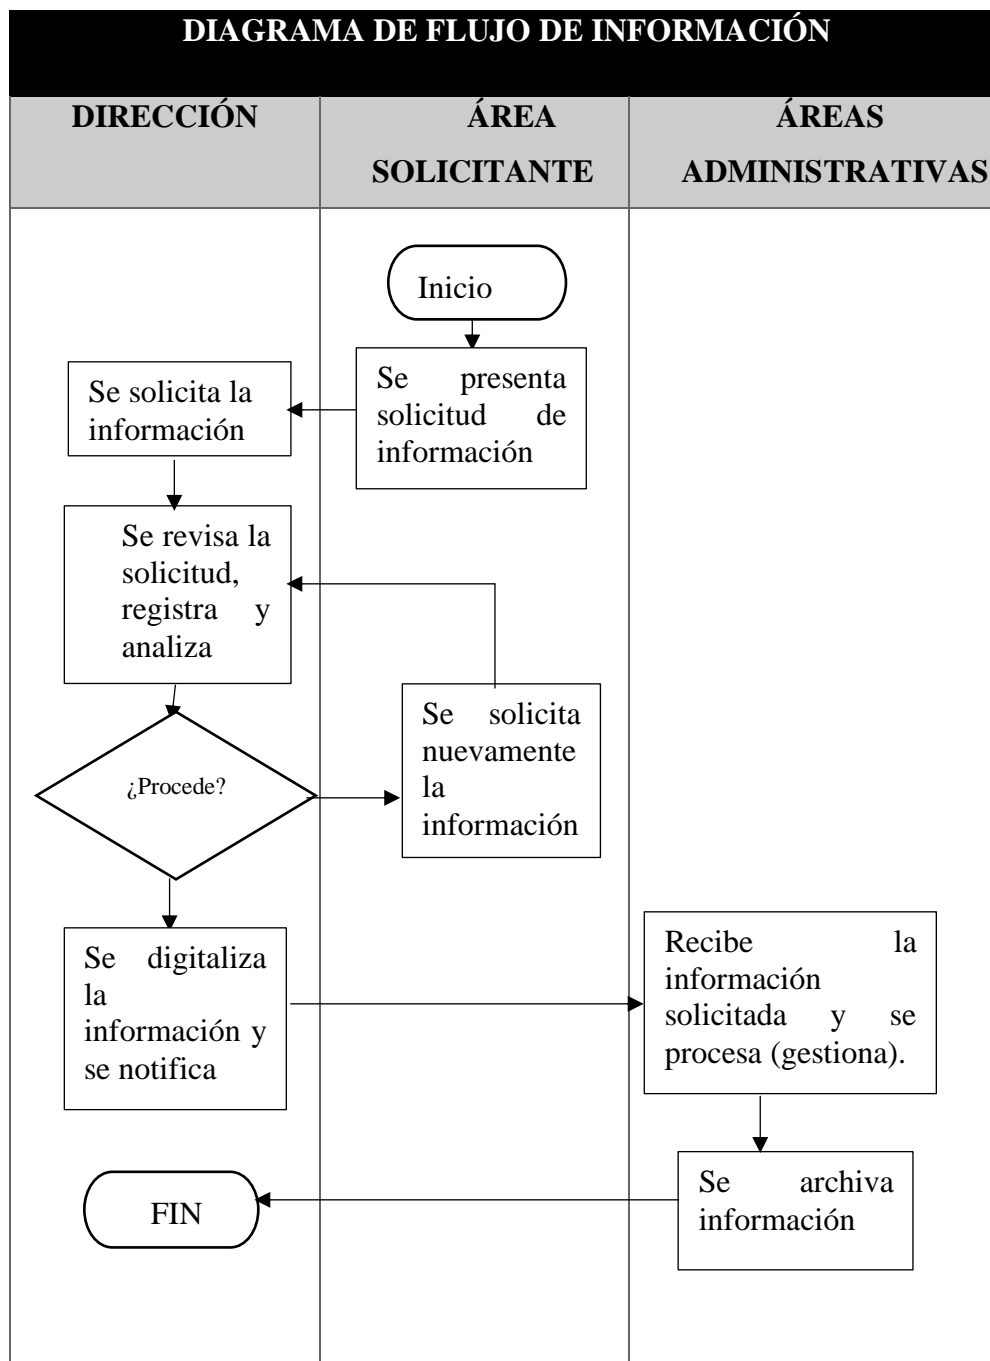 DIAGRAMA DE FLUJO DE INFORMACIÓN
DIRECCIÓN
ÁREA
SOLICITANTE
ÁREAS
ADMINISTRATIVAS
Inicio
Se presenta
solicitud de
información
Se solicita la
información
Se revisa la
solicitud,
registra y
analiza
¿Procede?
Se solicita
nuevamente
la
información
Se digitaliza
la
información y
se notifica
Recibe la
información
solicitada y se
procesa (gestiona).
Se archiva
información
FIN